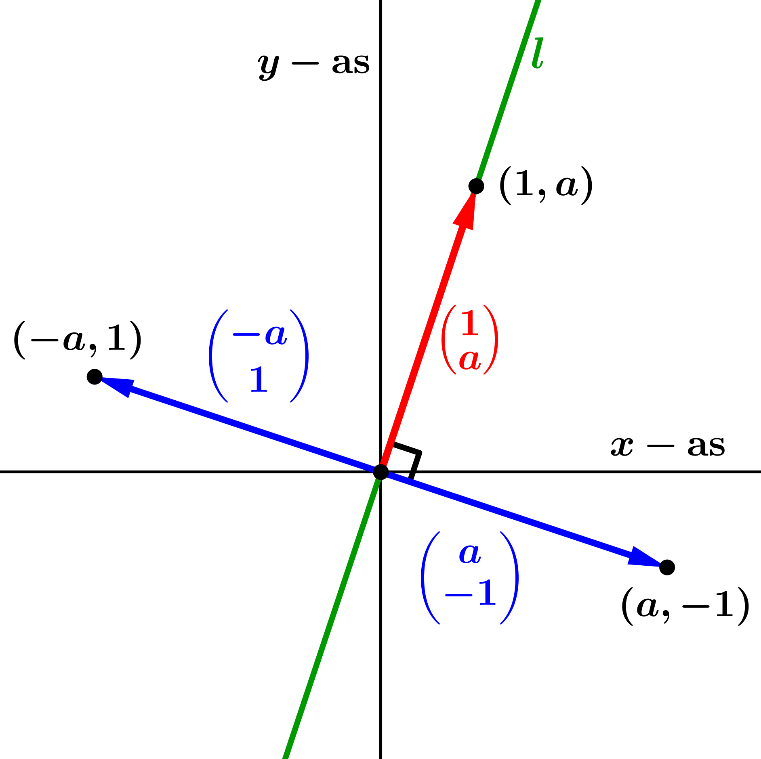 y – as
l
(1, a)
(−a, 1)
−a
1
1
a
x – as
a
−1
(a, −1)